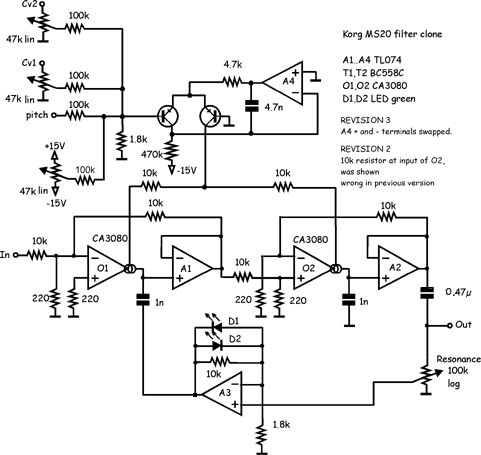 Cv2
100k
47k lin
Cv1
100k
47k lin
pitch
100k
+15V
100k
47k lin
-15V
1.8k
470k
-15V
4.7k
A4
4.7n
Korg MS20 filter clone
A1..A4 TL074
T1,T2 BC558C
O1,O2 CA3080
D1,D2 LED green
REVISION 3
A4 + and - terminals swapped.
REVISION 2
10k resistor at input of O2,
was shown
wrong in previous version
10k
10k
10k
10k
In
10k
CA3080
O1
A1
10k
CA3080
O2
A2
220
220
1n
220
220
1n
0.47µ
Out
D1
D2
10k
A3
1.8k
Resonance
100k
log